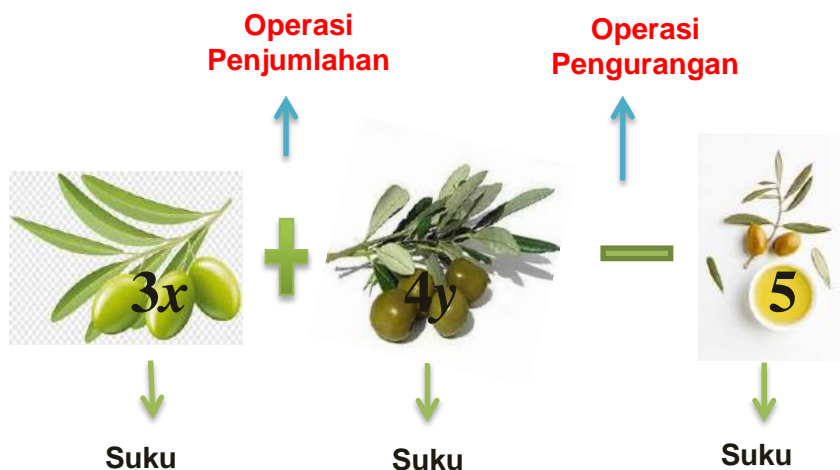 Operasi
Penjumlahan
Operasi
Pengurangan
3x + 4y − 5
Suku
Suku
Suku